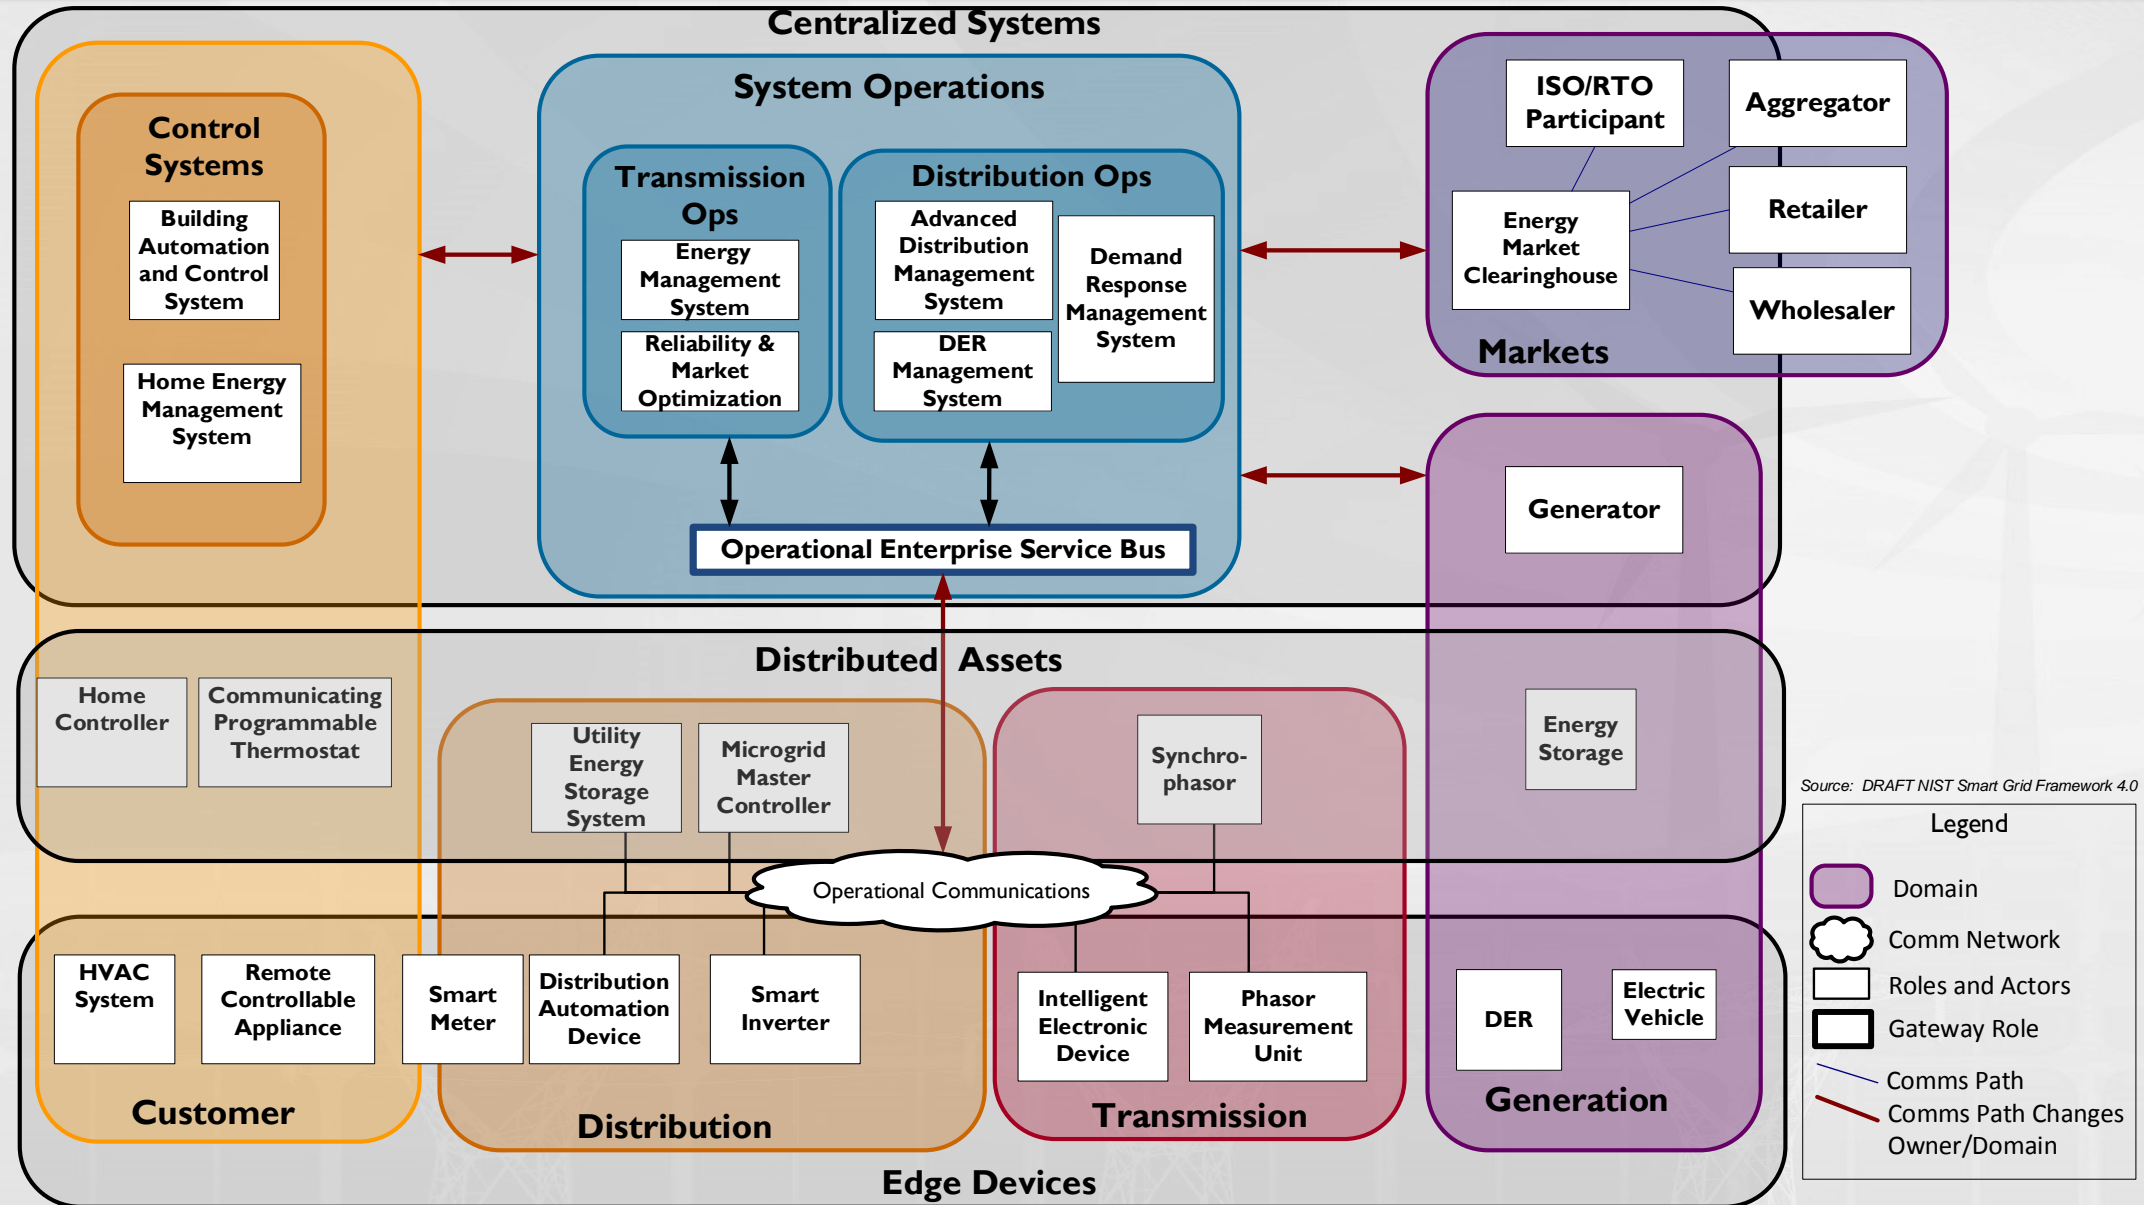 Centralized Systems
Control
Systems
Building
Automation
and Control
System
Home Energy
Management
System
System Operations
Transmission
Ops
Energy
Management
System
Reliability &
Market
Optimization
Distribution Ops
Advanced
Distribution
Management
System
DER
Management
System
Demand
Response
Management
System
Operational Enterprise Service Bus
ISO/RTO
Participant
Aggregator
Energy
Market
Clearinghouse
Retailer
Wholesaler
Markets
Generator
Distributed Assets
Home
Controller
Communicating
Programmable
Thermostat
Utility
Energy
Storage
System
Microgrid
Master
Controller
Synchro-
phasor
Energy
Storage
Operational Communications
HVAC
System
Remote
Controllable
Appliance
Smart
Meter
Distribution
Automation
Device
Smart
Inverter
Intelligent
Electronic
Device
Phasor
Measurement
Unit
DER
Electric
Vehicle
Customer
Distribution
Transmission
Generation
Edge Devices
Source: DRAFT NIST Smart Grid Framework 4.0
Legend
Domain
Comm Network
Roles and Actors
Gateway Role
Comms Path
Comms Path Changes
Owner/Domain